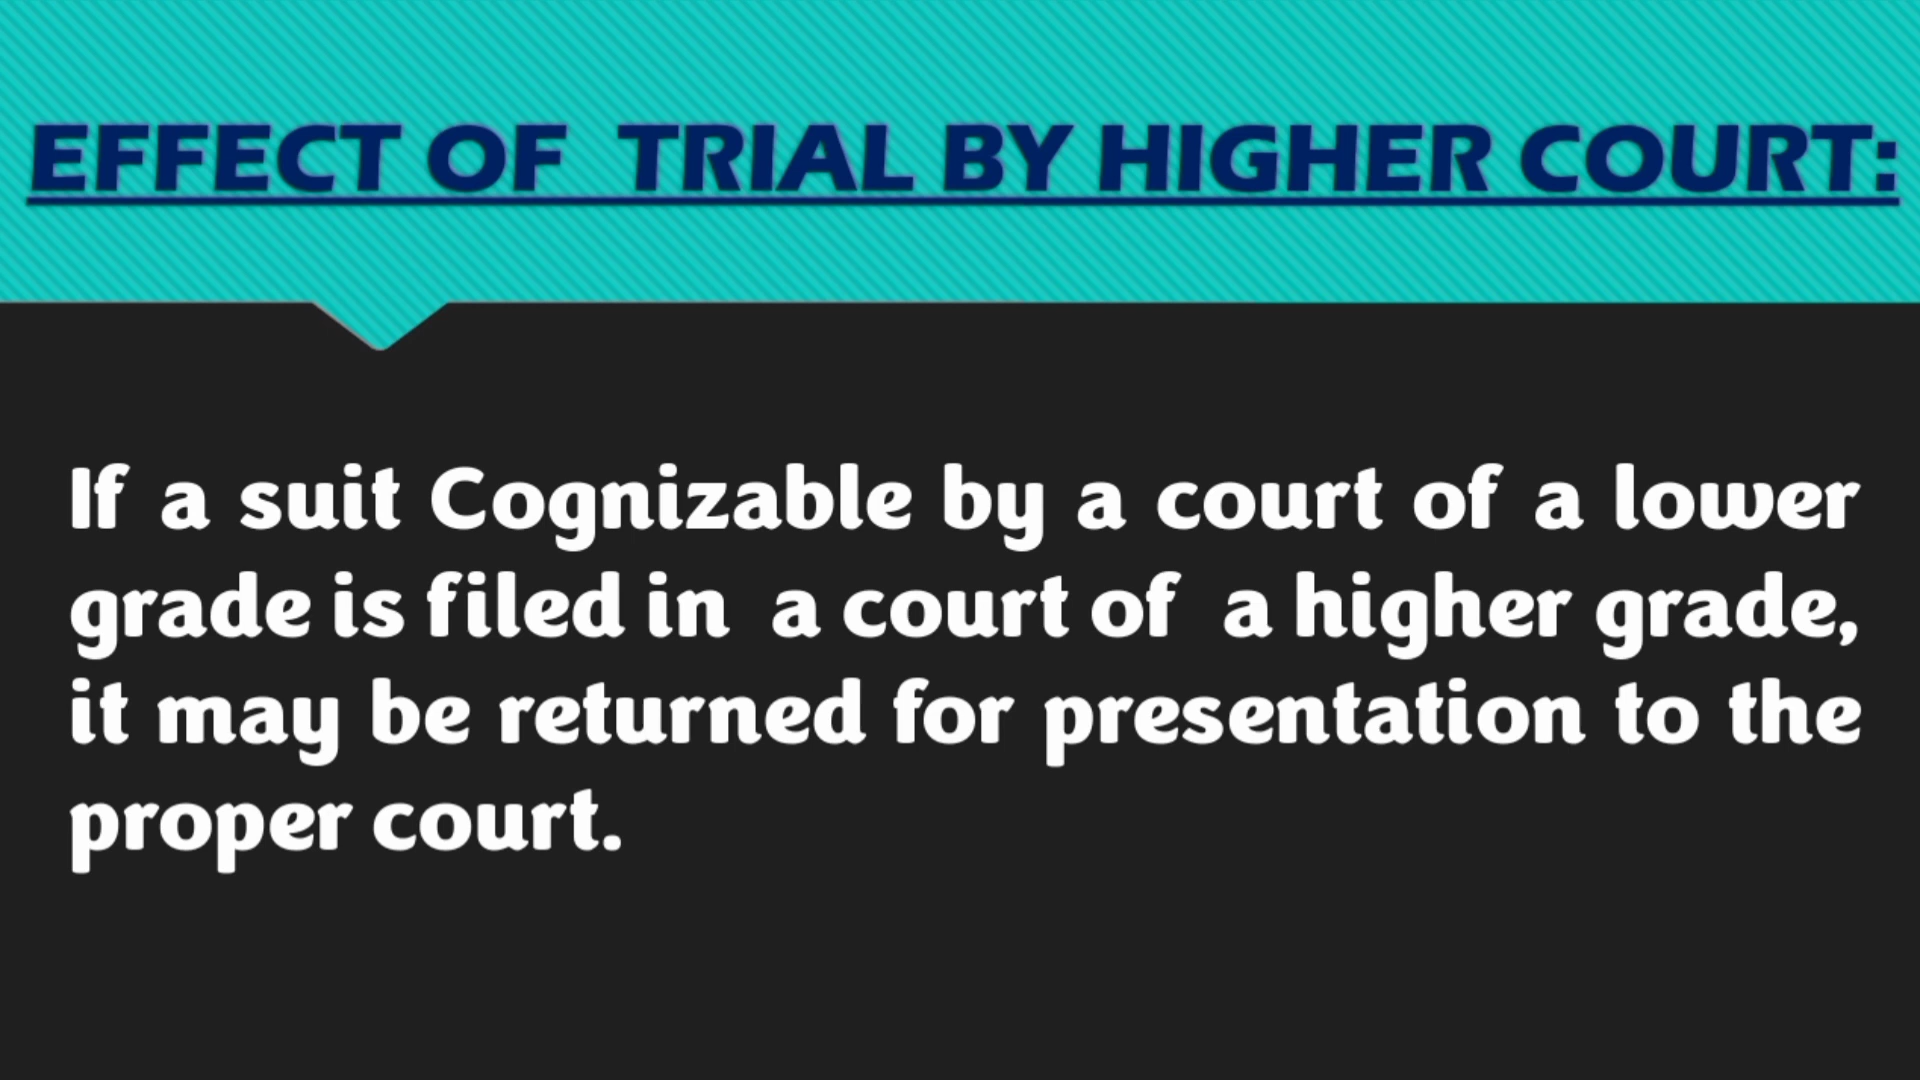 EFFECT OF TRIAL BY HIGHER COURT:
If a suit Cognizable by a court of a lower
grade is filed in a court of a higher grade,
it may be returned for presentation to the
proper court.